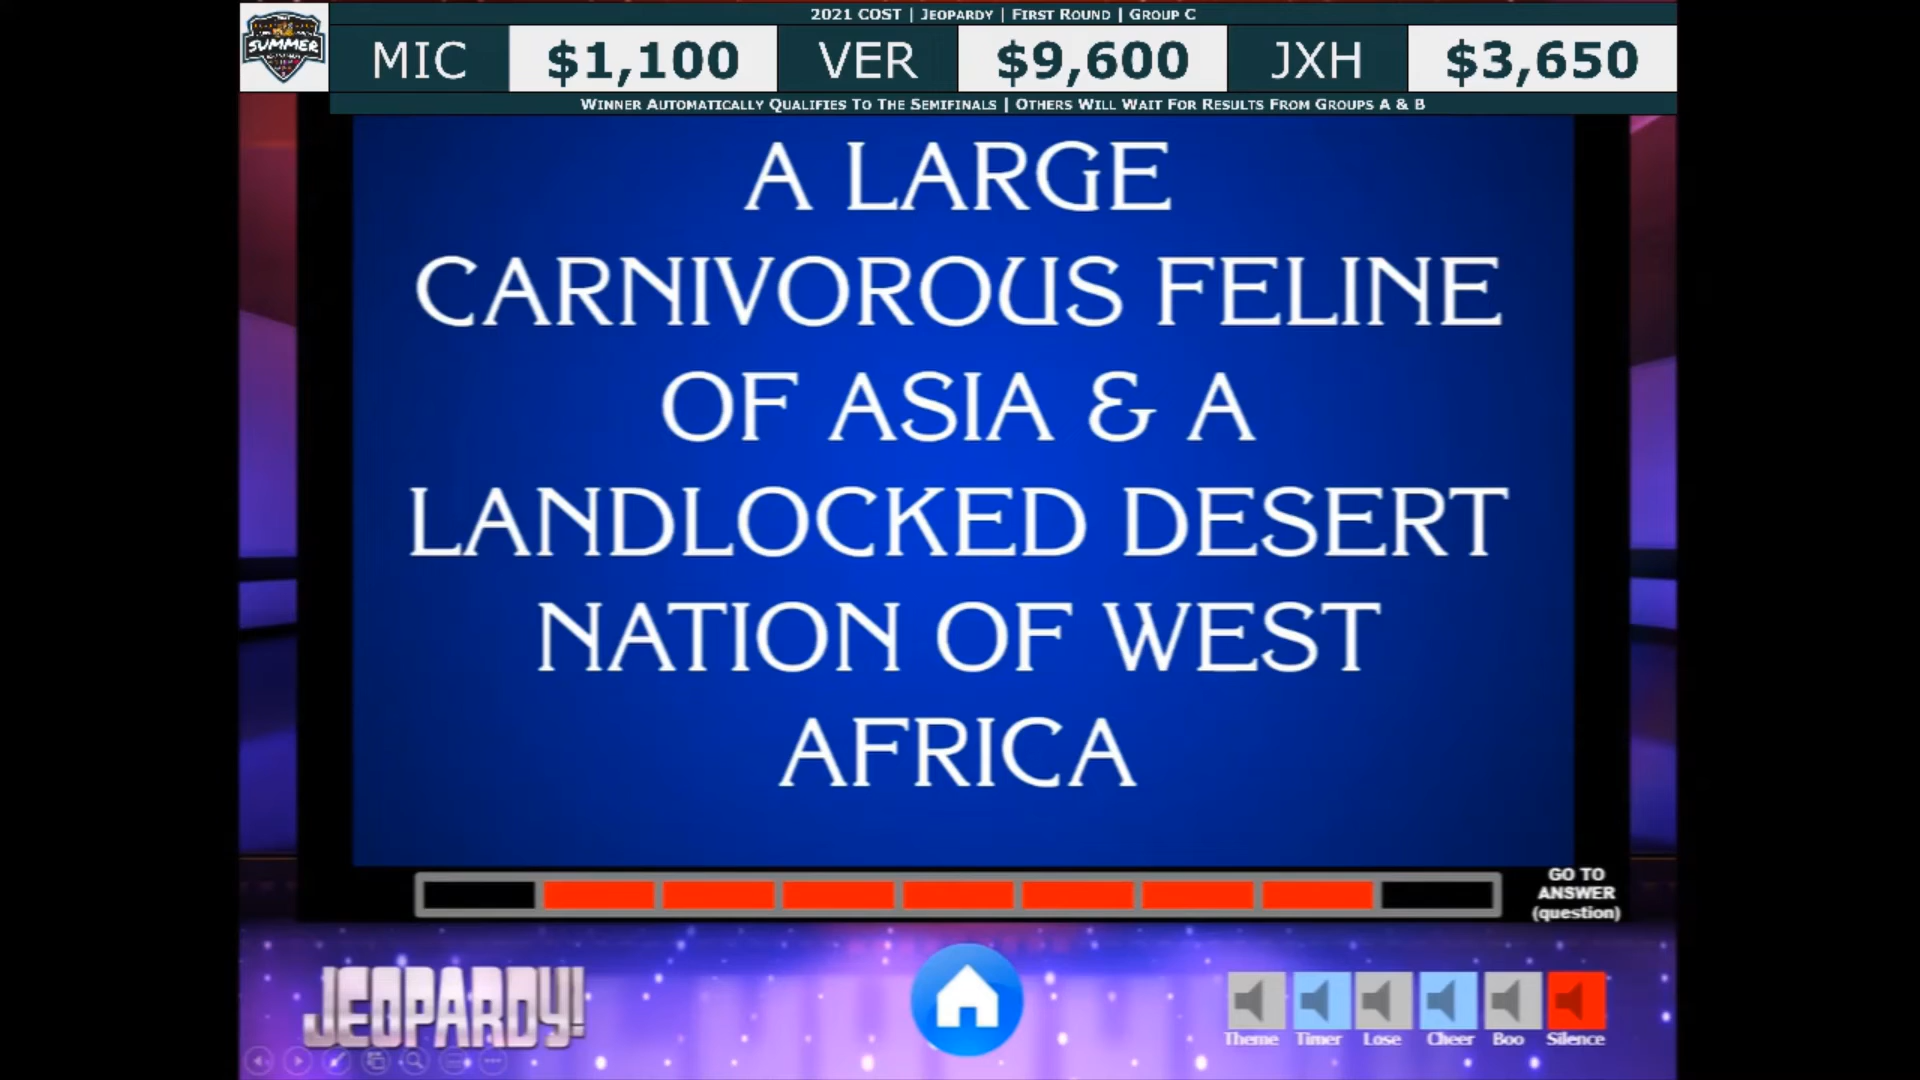 2021 COST | JEOPARDY | FIRST ROUND | GROUP C
SUMMER
MIC $1,100 VER $9,600 JXH $3,650
WINNER AUTOMATICALLY QUALIFIES TO THE SEMIFINALS | OTHERS WILL WAIT FOR RESULTS FROM GROUPS A & B
A LARGE
CARNIVOROUS FELINE
OF ASIA & A
LANDLOCKED DESERT
NATION OF WEST
AFRICA
GO TO
ANSWER
(question)
JEOPARDY!
Theme Timer Lose Cheer Boo Silence